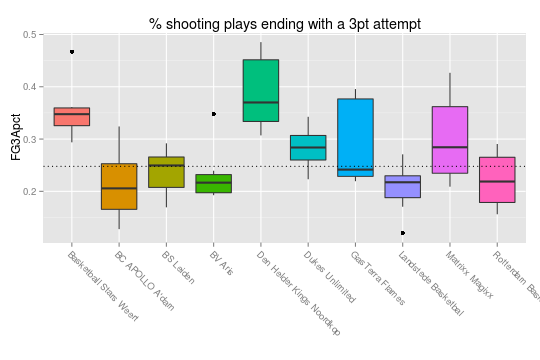 % shooting plays ending with a 3pt attempt
FG3Apct
0.5
0.4
0.3
0.2
Basketball Stars Weert
BC APOLLO A'dam
BS Leiden
BV Aris
Den Helder Kings Noordkop
Dukes Unlimited
GasTerra Flames
Landstede Basketbal
Matrixx Magixx
Rotterdam Bas